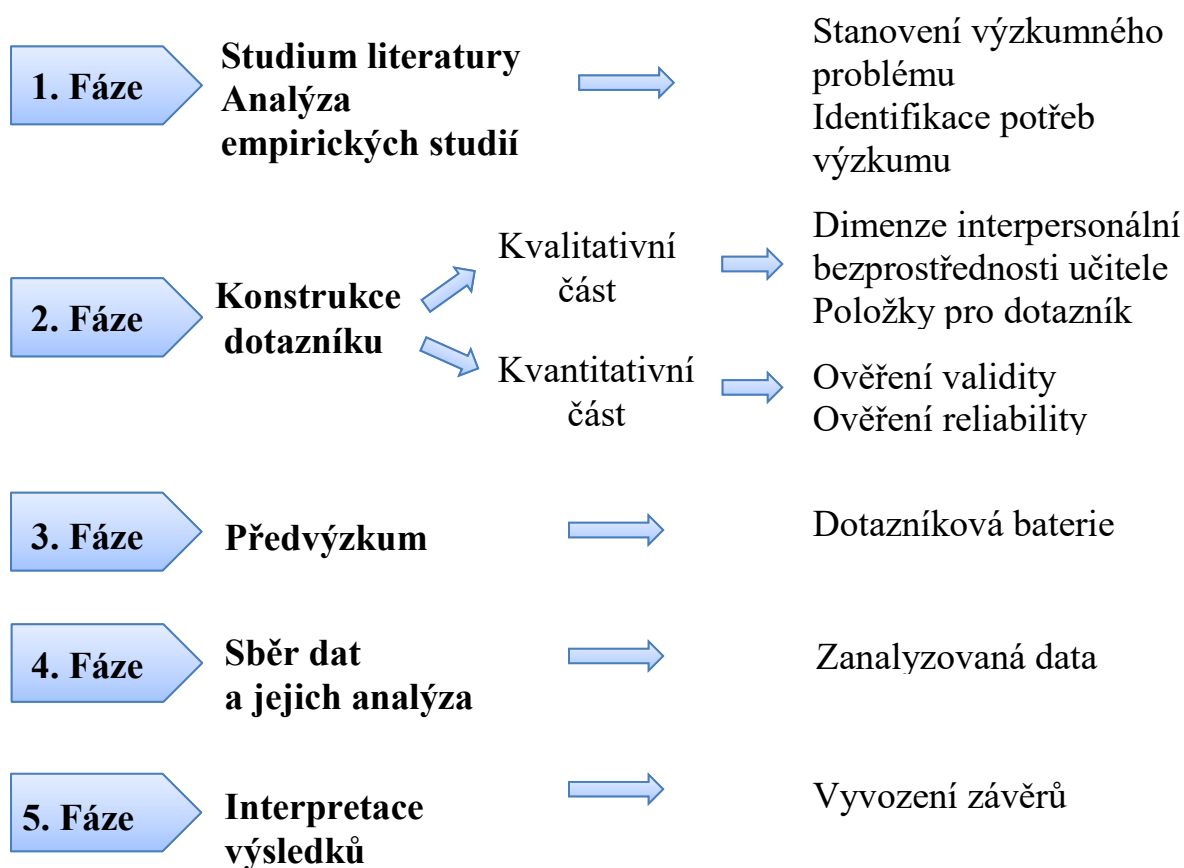 1. Fáze
Studium literatury
Analýza
empirických studií
Stanovení výzkumného
problému
Identifikace potřeb
výzkumu
2. Fáze
Konstrukce
dotazníku
Kvalitativní
část
Dimenze interpersonální
bezprostřednosti učitele
Položky pro dotazník
Kvantitativní
část
Ověření validity
Ověření reliability
3. Fáze
Předvýzkum
Dotazníková baterie
4. Fáze
Sběr dat
a jejich analýza
Zanalyzovaná data
5. Fáze
Interpretace
výsledků
Vyvození závěrů